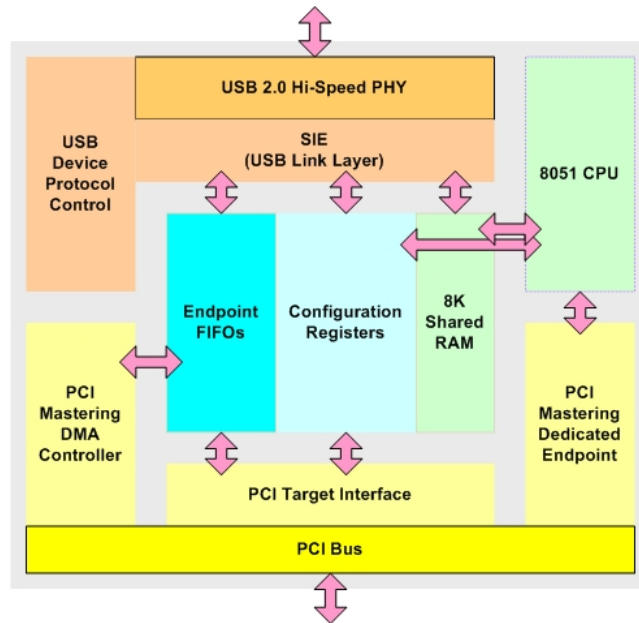 USB 2.0 Hi-Speed PHY
USB
Device
Protocol
Control
SIE
(USB Link Layer)
8051 CPU
Endpoint
FIFOs
Configuration
Registers
8K
Shared
RAM
PCI
Mastering
DMA
Controller
PCI
Mastering
Dedicated
Endpoint
PCI Target Interface
PCI Bus